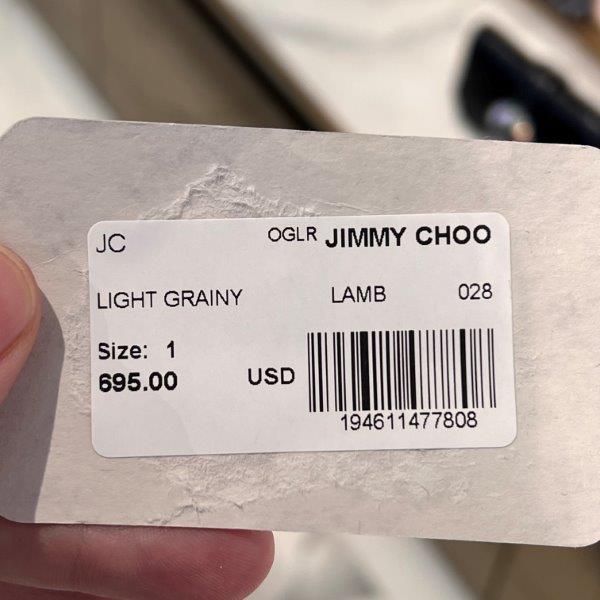 JC OGLR JIMMY CHOO
LIGHT GRAINY LAMB 028
Size: 1
695.00 USD
194611477808